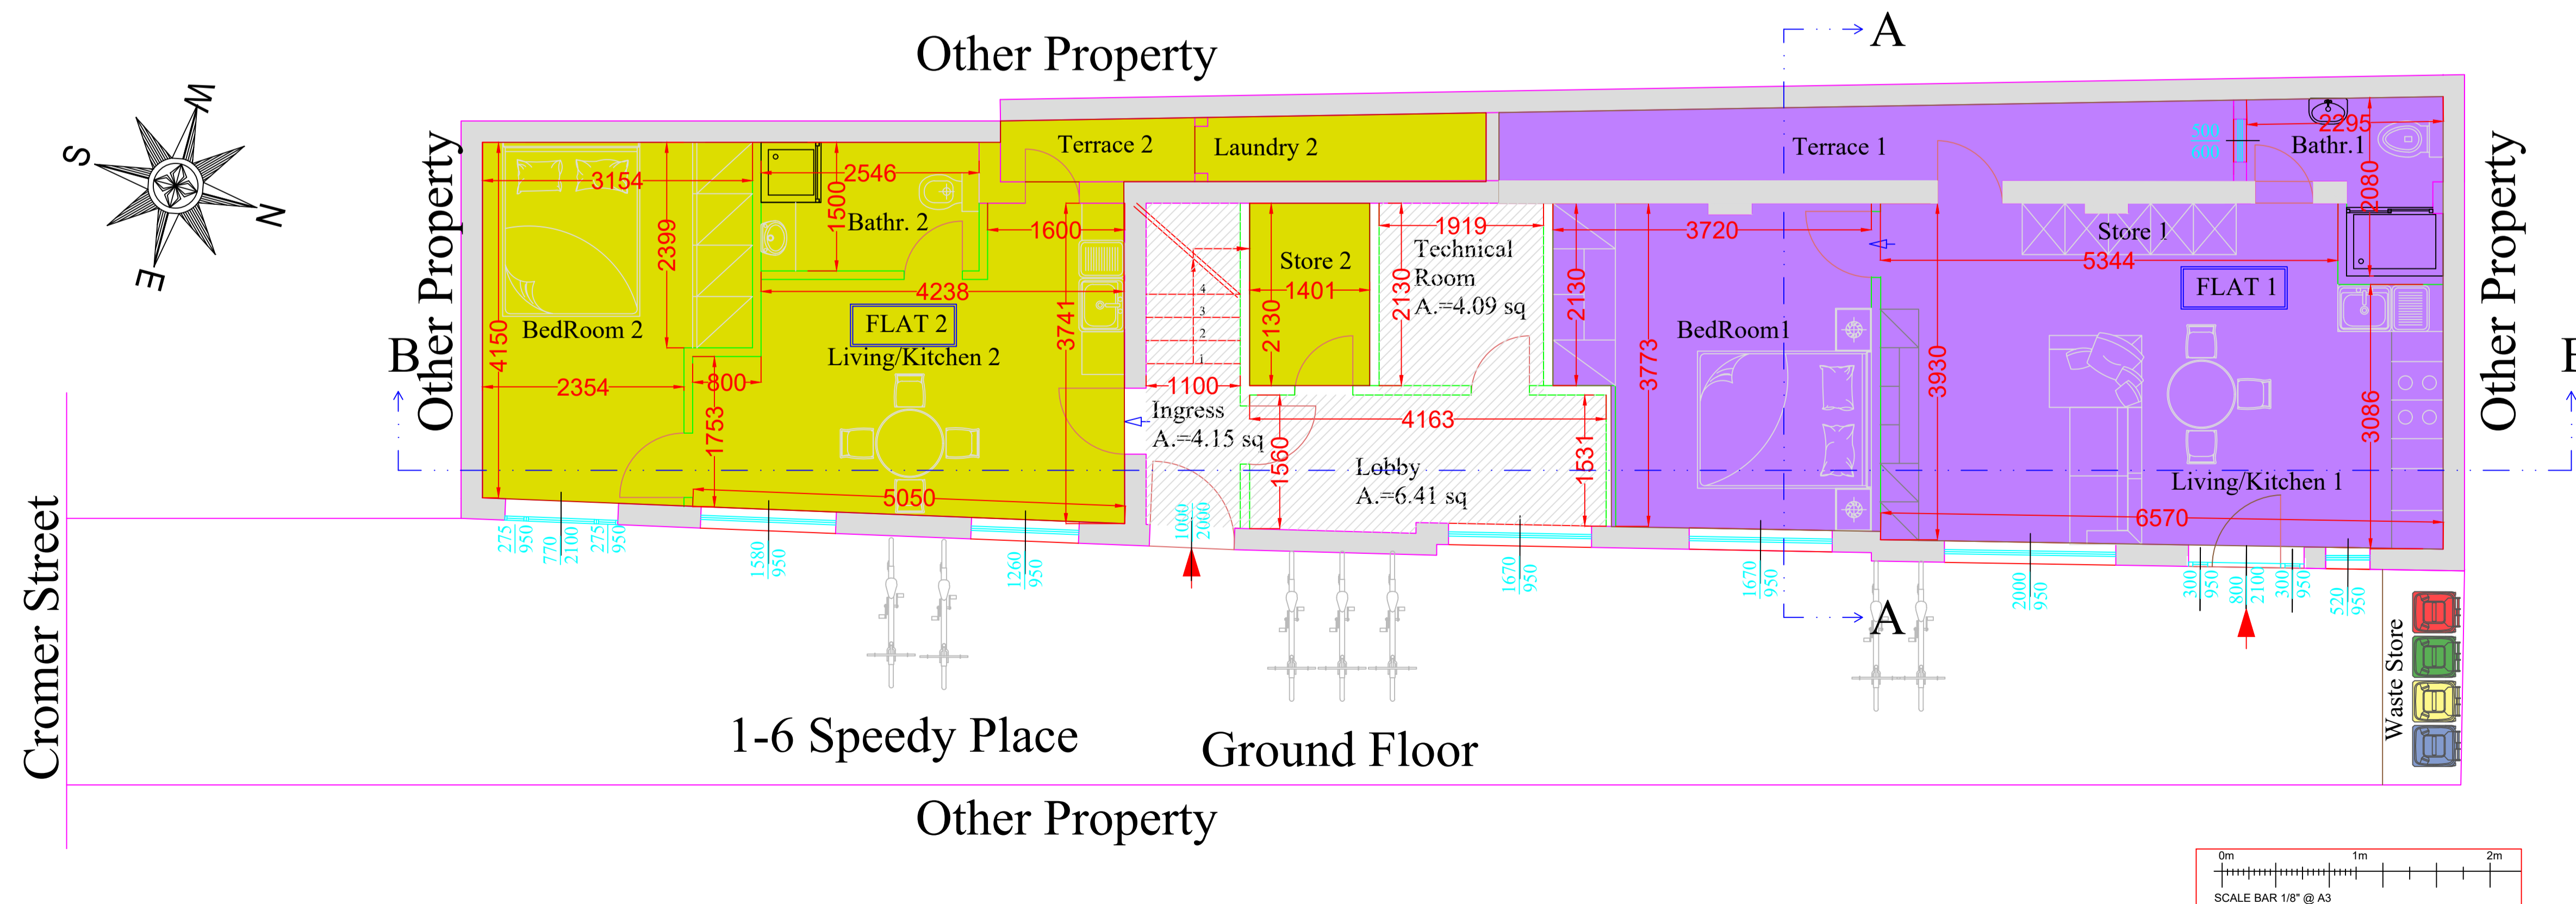 Other Property
A
W
S
N
E
Other Property
Terrace 2
Laundry 2
Terrace 1
500
600
2295
Bathr.1
2080
Other Property
3154
2546
1500
Bathr. 2
2399
1600
1919
Technical
Room
A.=4.09 sq
3720
Store 1
5344
Store 2
1401
2130
2130
2130
4238
FLAT 2
FLAT 1
Living/Kitchen 2
BedRoom 2
4150
3741
4
3
2
1
BedRoom1
3773
3930
B
2354
800
1753
1100
Ingress
A.=4.15 sq
4163
1560
1531
Lobby
A.=6.41 sq
3086
Living/Kitchen 1
5050
6570
275
950
770
2100
275
950
1580
950
1260
950
1000
2000
1670
950
1670
950
2000
950
300
950
800
2100
300
950
520
950
A
Cromer Street
Waste Store
1-6 Speedy Place
Ground Floor
Other Property
0m
1m
2m
SCALE BAR 1/8" @ A3